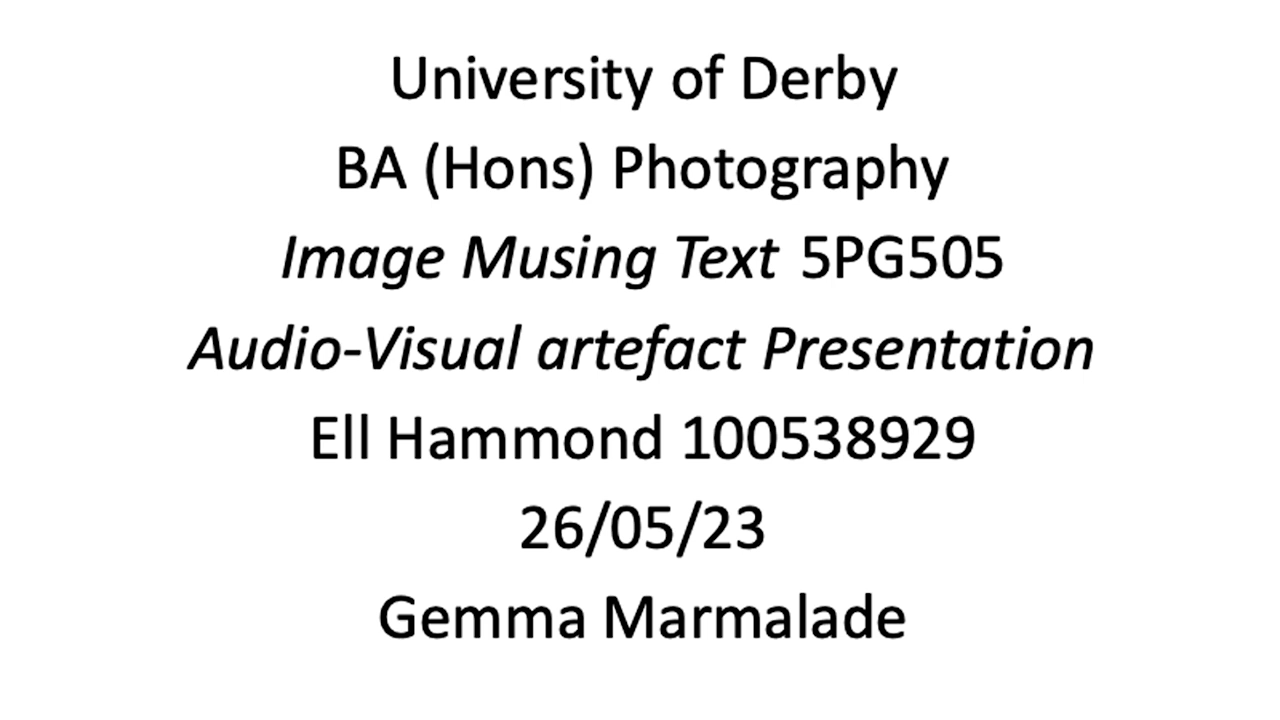 University of Derby
BA (Hons) Photography
Image Musing Text 5PG505
Audio-Visual artefact Presentation
Ell Hammond 100538929
26/05/23
Gemma Marmalade